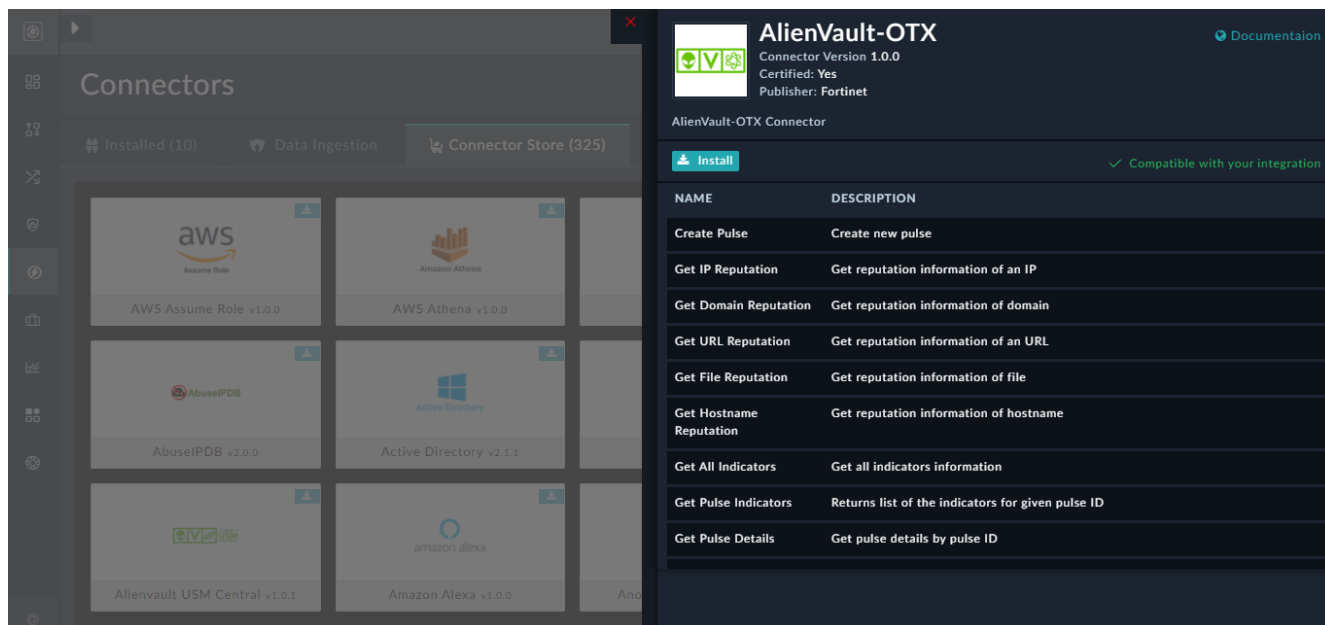 Connectors
Installed (10)
Data Ingestion
Connector Store (325)
aws
Assume Role
AWS Assume Role v1.0.0
Amazon Athena
AWS Athena v1.0.0
AbuseIPDB
AbuseIPDB v2.0.0
Active Directory
Active Directory v2.1.1
USM
Alienvault USM Central v1.0.1
amazon alexa
Amazon Alexa v1.0.0
Ano
AlienVault-OTX
Connector Version 1.0.0
Certified: Yes
Publisher: Fortinet
Documentaion
AlienVault-OTX Connector
Install
Compatible with your integration
NAME DESCRIPTION
Create Pulse Create new pulse
Get IP Reputation Get reputation information of an IP
Get Domain Reputation Get reputation information of domain
Get URL Reputation Get reputation information of an URL
Get File Reputation Get reputation information of file
Get Hostname Get reputation information of hostname
Reputation
Get All Indicators Get all indicators information
Get Pulse Indicators Returns list of the indicators for given pulse ID
Get Pulse Details Get pulse details by pulse ID